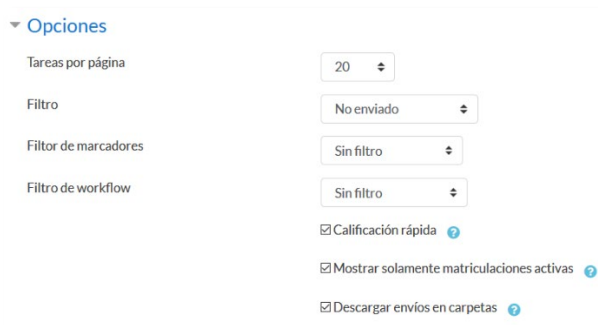 Opciones
Tareas por página 20
Filtro No enviado
Filtor de marcadores Sin filtro
Filtro de workflow Sin filtro
Calificación rápida ?
Mostrar solamente matriculaciones activas ?
Descargar envíos en carpetas ?